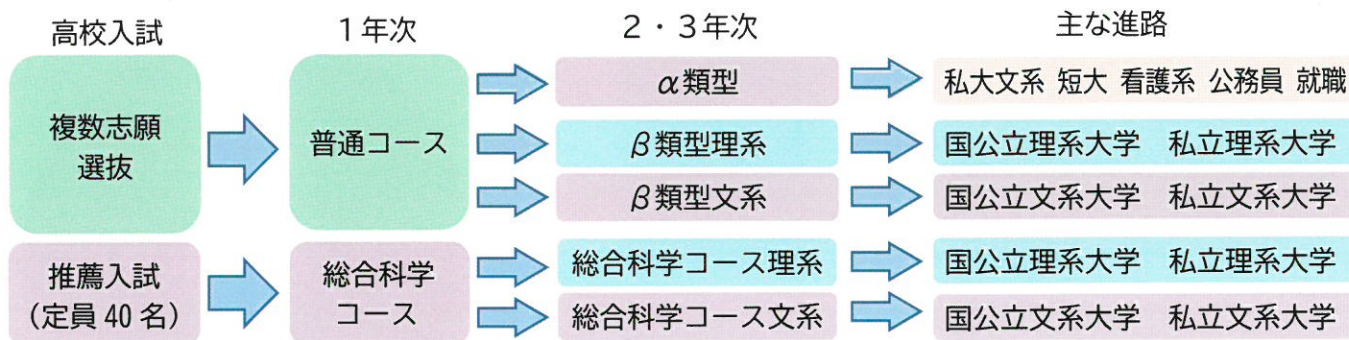 高校入試
1年次
2・3年次
主な進路
複数志願
選抜
普通コース
α類型
私大文系 短大 看護系 公務員 就職
β類型理系
国公立理系大学 私立理系大学
β類型文系
国公立文系大学 私立文系大学
推薦入試
(定員40名)
総合科学
コース
総合科学コース理系
国公立理系大学 私立理系大学
総合科学コース文系
国公立文系大学 私立文系大学